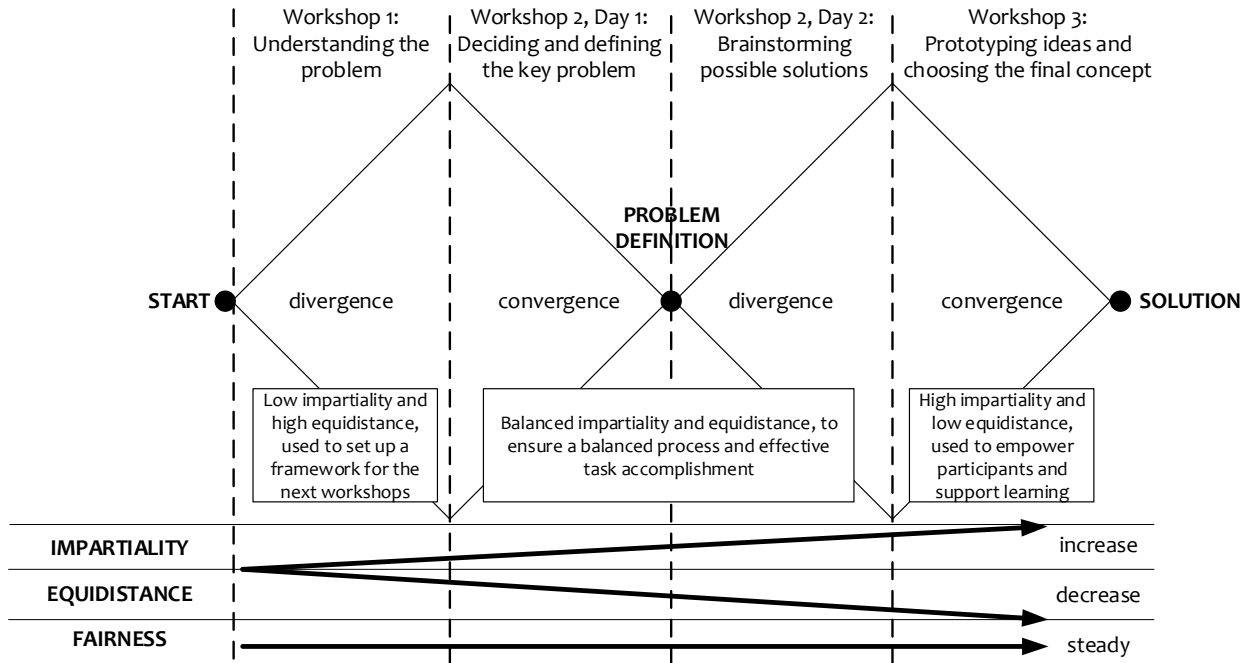 Workshop 1:
Understanding the
problem
Workshop 2, Day 1:
Deciding and defining
the key problem
Workshop 2, Day 2:
Brainstorming
possible solutions
Workshop 3:
Prototyping ideas and
choosing the final concept
PROBLEM
DEFINITION
START
divergence
convergence
divergence
convergence
SOLUTION
Low impartiality and
high equidistance,
used to set up a
framework for the
next workshops
Balanced impartiality and equidistance, to
ensure a balanced process and effective
task accomplishment
High impartiality and
low equidistance,
used to empower
participants and
support learning
IMPARTIALITY
increase
EQUIDISTANCE
decrease
FAIRNESS
steady